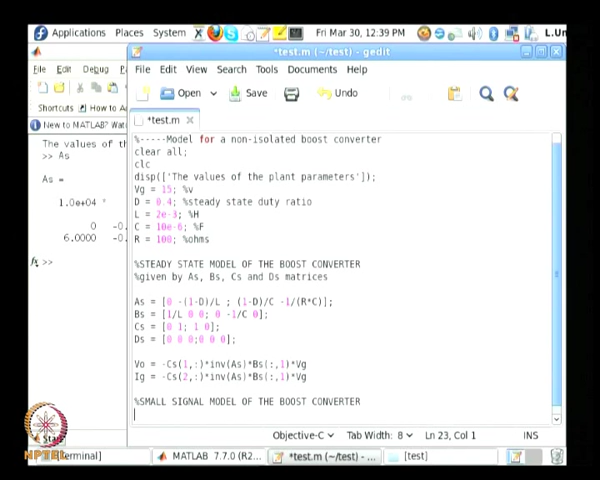 Applications Places System Fri Mar 30, 12:39 PM L.Un
*test.m (~/test) - gedit
File Edit Debug
File Edit View Search Tools Documents Help
Open Save Undo
Shortcuts How to A
*test.m
New to MATLAB? Wat
The values of th
>> As
As =
1.0e+04 *
0 -0.
6.0000 -0.
fx >>
%-----Model for a non-isolated boost converter
clear all;
clc
disp(['The values of the plant parameters']);
Vg = 15; %v
D = 0.4; %steady state duty ratio
L = 2e-3; %H
C = 10e-6; %F
R = 100; %ohms
%STEADY STATE MODEL OF THE BOOST CONVERTER
%given by As, Bs, Cs and Ds matrices
As = [0 -(1-D)/L ; (1-D)/C -1/(R*C)];
Bs = [1/L 0 0; 0 -1/C 0];
Cs = [0 1; 1 0];
Ds = [0 0 0;0 0 0];
Vo = -Cs(1,:)*inv(As)*Bs(:,1)*Vg
Ig = -Cs(2,:)*inv(As)*Bs(:,1)*Vg
%SMALL SIGNAL MODEL OF THE BOOST CONVERTER
Objective-C Tab Width: 8 Ln 23, Col 1 INS
Start
NPTEL
[Terminal] MATLAB 7.7.0 (R2... *test.m (~/test) - ... [test]